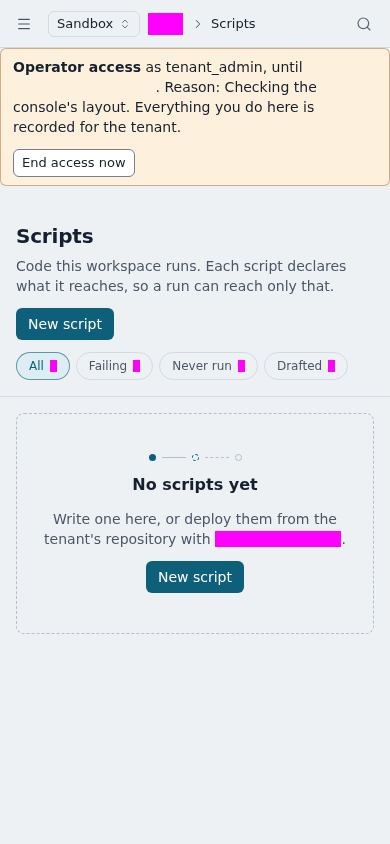 Sandbox
Scripts
Operator access as tenant_admin, until
. Reason: Checking the
console's layout. Everything you do here is
recorded for the tenant.
End access now
Scripts
Code this workspace runs. Each script declares
what it reaches, so a run can reach only that.
New script
All
Failing
Never run
Drafted
No scripts yet
Write one here, or deploy them from the
tenant's repository with .
New script